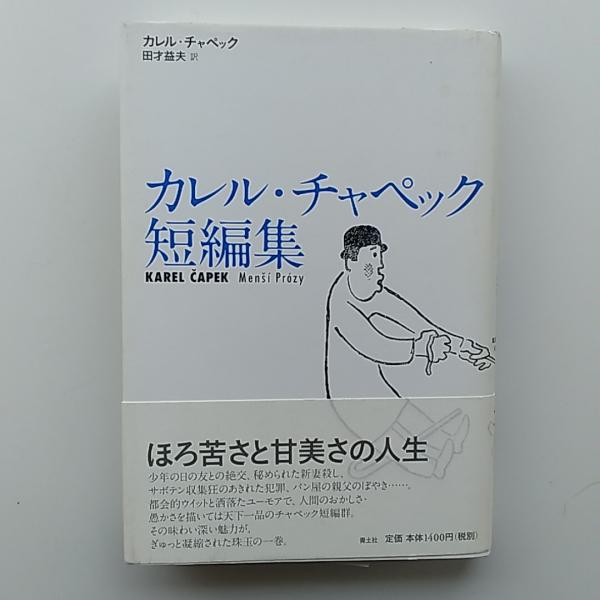 カレル・チャペック
田才益夫 訳
カレル・チャペック
短編集
KAREL ČAPEK Menší Prózy
ほろ苦さと甘美さの人生
少年の日の友との絶交、秘められた新妻殺し、
サボテン収集狂のあきれた犯罪、パン屋の親父のぼやき……。
都会的ウイットと洒落たユーモアで、人間のおかしさ・
愚かさを描いては天下一品のチャペック短編群。
その味わい深い魅力が、
ぎゅっと凝縮された珠玉の一巻。
青土社 定価 本体1400円(税別)